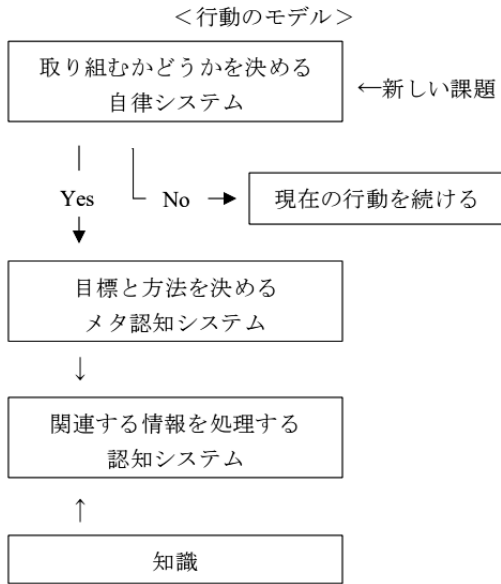 ＜行動のモデル＞
取り組むかどうかを決める
自律システム
←新しい課題
Yes
No
現在の行動を続ける
目標と方法を決める
メタ認知システム
↓
関連する情報を処理する
認知システム
↑
知識